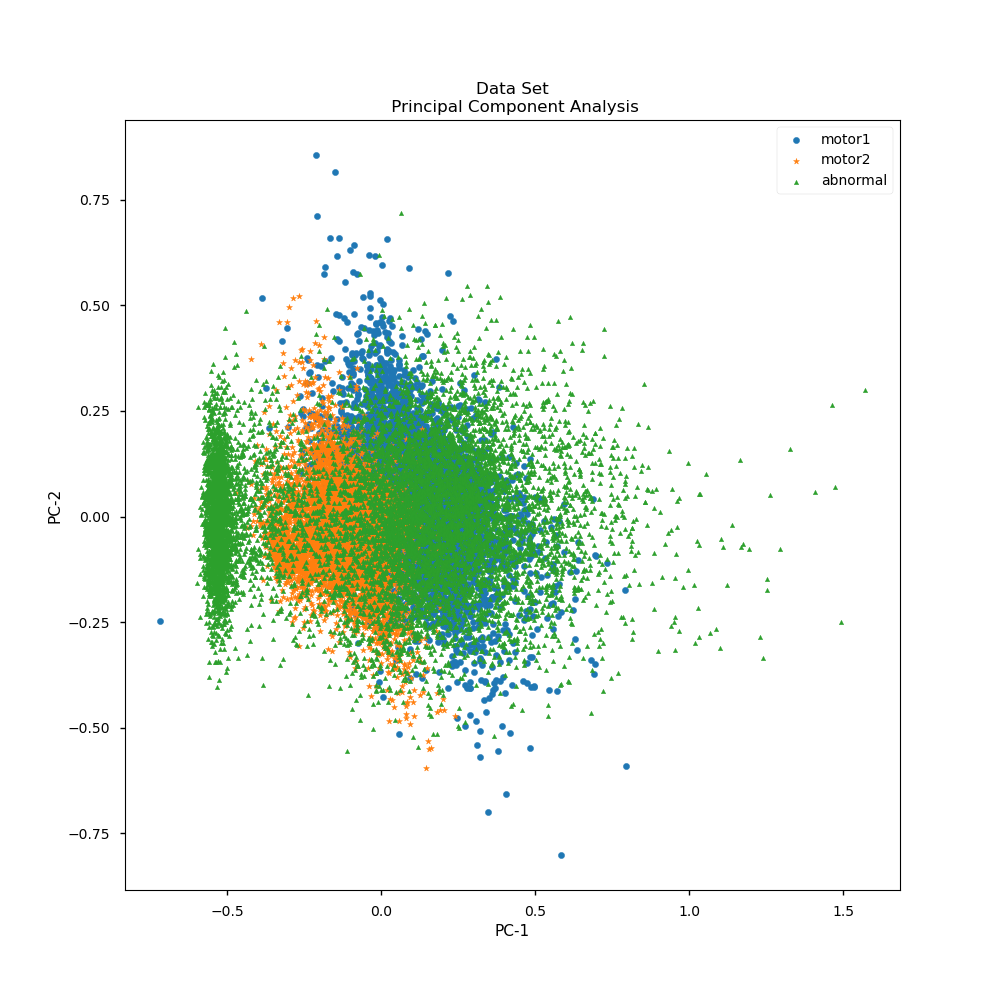 Data Set
Principal Component Analysis
motor1
motor2
abnormal
0.75
0.50
0.25
0.00
−0.25
−0.50
−0.75
PC-2
−0.5
0.0
0.5
1.0
1.5
PC-1